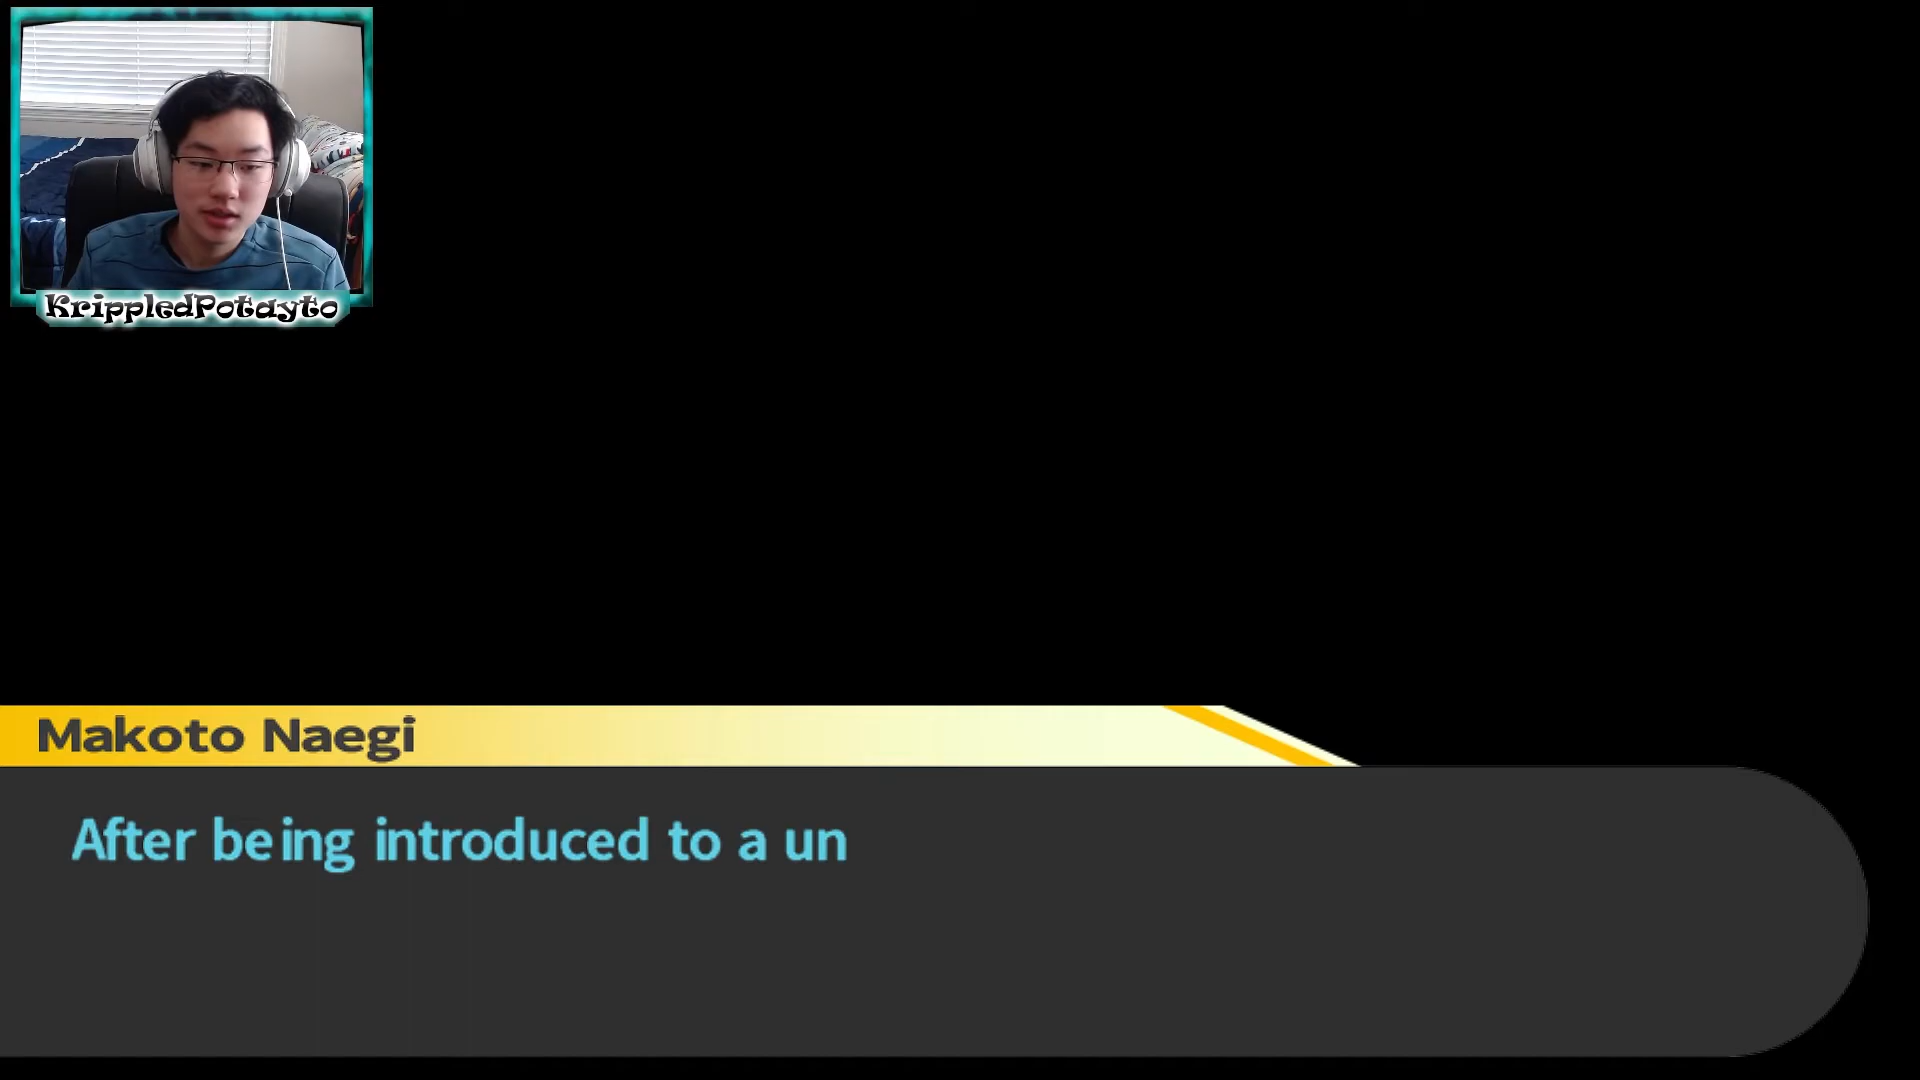 KrippledPotayto
Makoto Naegi
After being introduced to a un